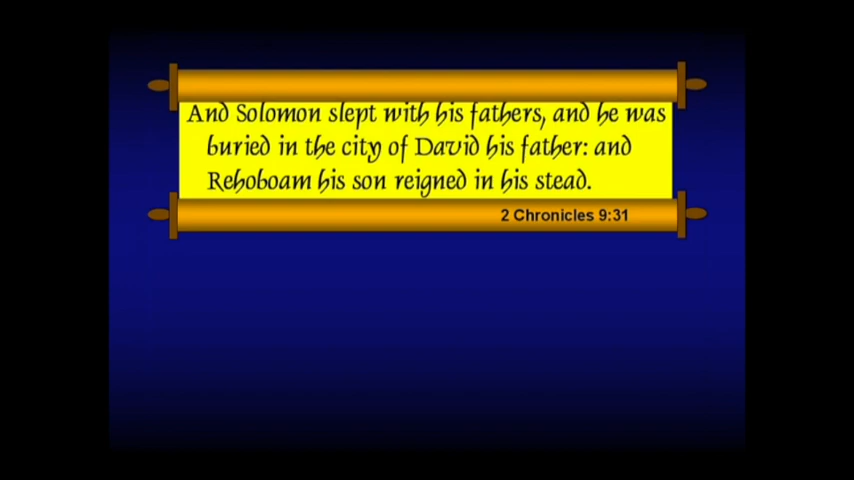 And Solomon slept with his fathers, and he was
buried in the city of David his father: and
Rehoboam his son reigned in his stead.
2 Chronicles 9:31